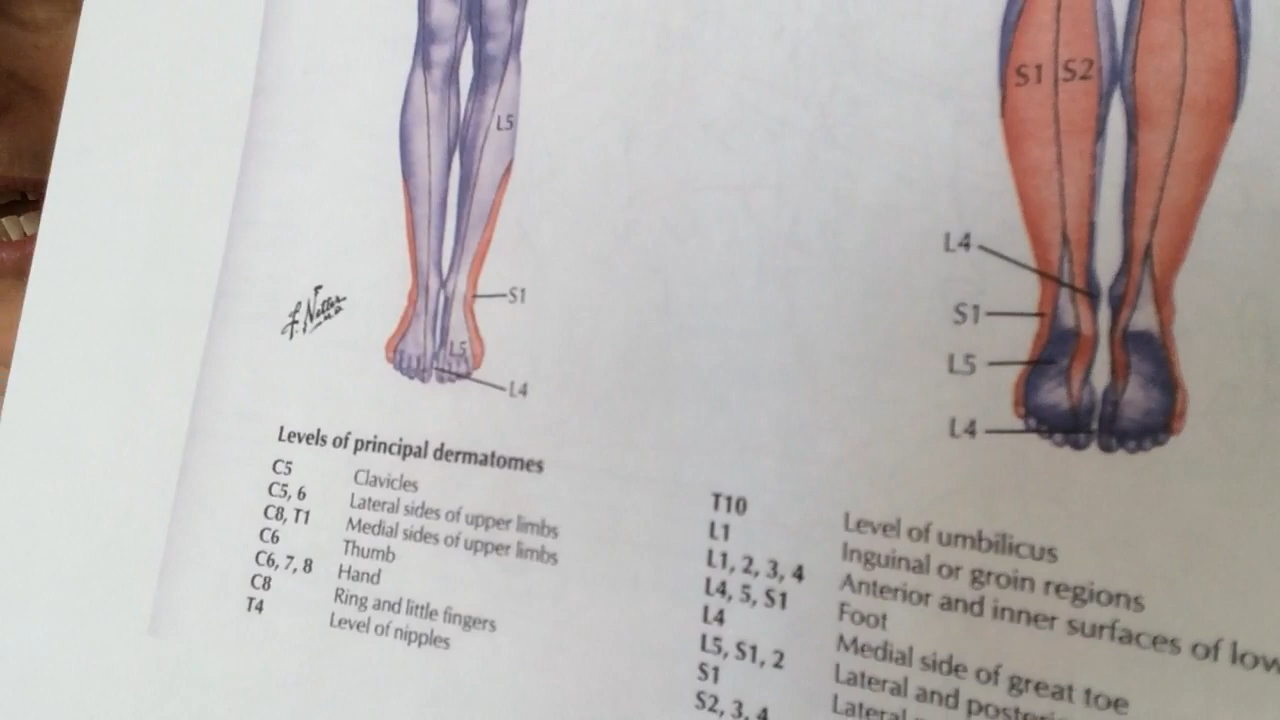 L5
S1
L5
L4
F. Netter
M.D.
S1 S2
L4
S1
L5
L4
Levels of principal dermatomes
C5 Clavicles
C5, 6 Lateral sides of upper limbs
C8, T1 Medial sides of upper limbs
C6 Thumb
C6, 7, 8 Hand
C8 Ring and little fingers
T4 Level of nipples
T10 Level of umbilicus
L1 Inguinal or groin regions
L1, 2, 3, 4 Anterior and inner surfaces of
L4, 5, S1 Foot
L4 Medial side of great toe
L5, S1, 2 Lateral and
S1
S2, 3, 4